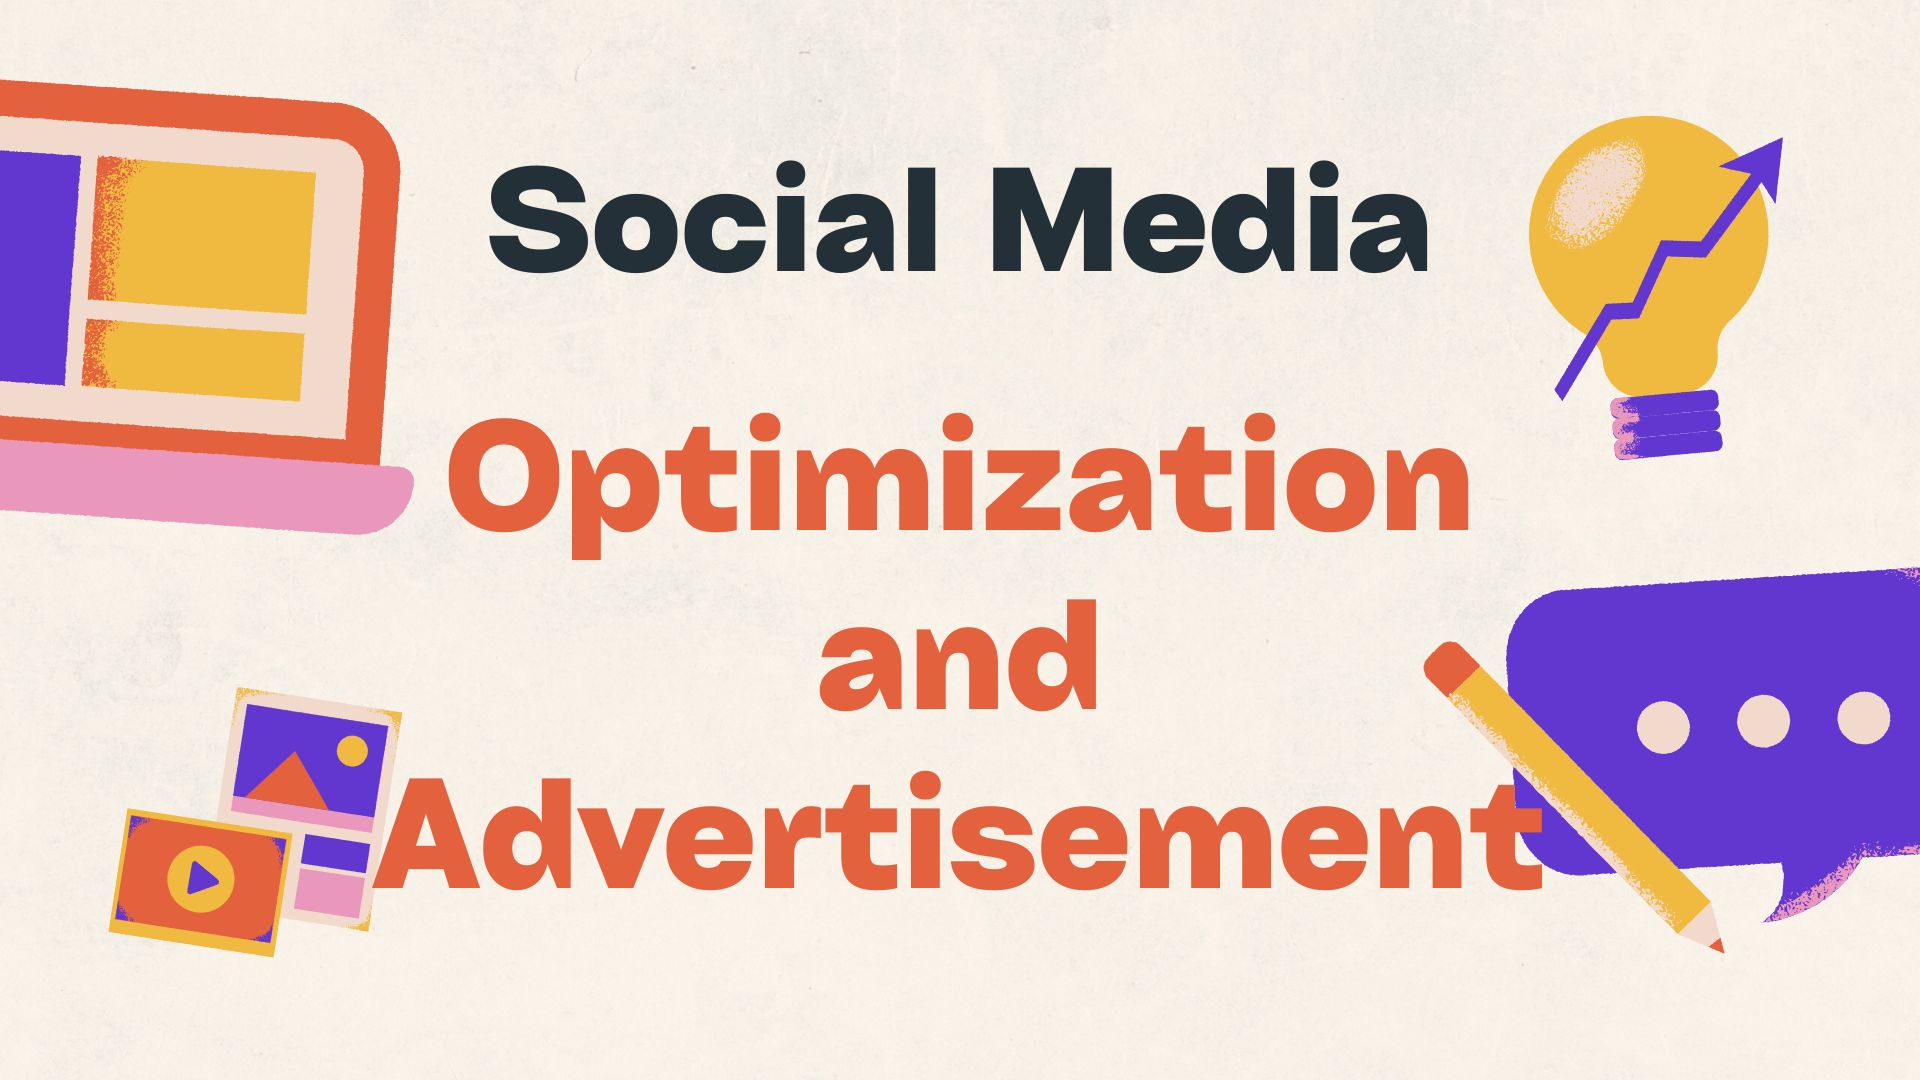 Social Media
Optimization
and
Advertisement